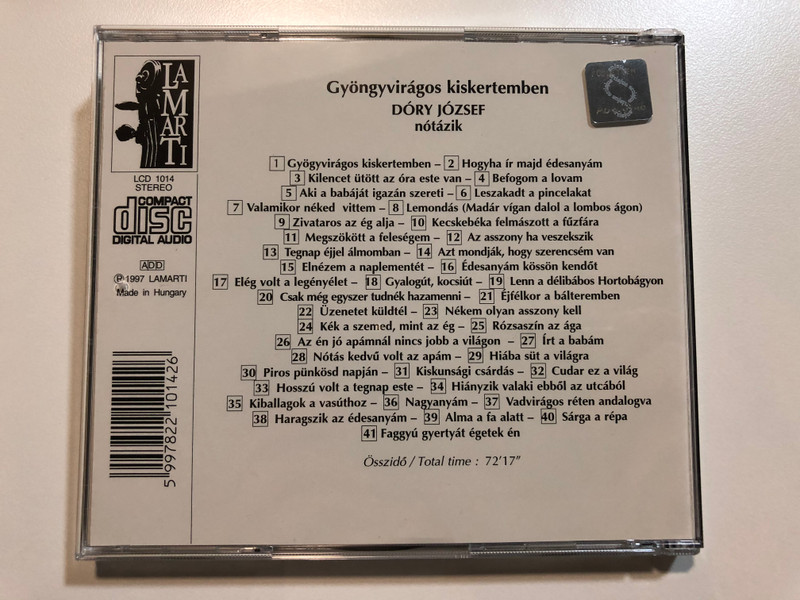 LA
MAR
TI
LCD 1014
STEREO
COMPACT
disc
DIGITAL AUDIO
ADD
℗ 1997 LAMARTI
Made in Hungary
5 997822 101426
Gyöngyvirágos kiskertemben
DÓRY JÓZSEF
nótázik
1 Gyögyvirágos kiskertemben – 2 Hogyha ír majd édesanyám
3 Kilencet ütött az óra este van – 4 Befogom a lovam
5 Aki a babáját igazán szereti – 6 Leszakadt a pincelakat
7 Valamikor néked vittem – 8 Lemondás (Madár vígan dalol a lombos ágon)
9 Zivataros az ég alja – 10 Kecskebéka felmászott a fűzfára
11 Megszökött a feleségem – 12 Az asszony ha veszekszik
13 Tegnap éjjel álmomban – 14 Azt mondják, hogy szerencsém van
15 Elnézem a naplementét – 16 Édesanyám kössön kendőt
17 Elég volt a legényélet – 18 Gyalogút, kocsiút – 19 Lenn a délibábos Hortobágyon
20 Csak még egyszer tudnék hazamenni – 21 Éjfélkor a bálteremben
22 Üzenetet küldtél – 23 Nékem olyan asszony kell
24 Kék a szemed, mint az ég – 25 Rózsaszín az ága
26 Az én jó apámnál nincs jobb a világon – 27 Írt a babám
28 Nótás kedvű volt az apám – 29 Hiába süt a világra
30 Piros pünkösd napján – 31 Kiskunsági csárdás – 32 Cudar ez a világ
33 Hosszú volt a tegnap este – 34 Hiányzik valaki ebből az utcából
35 Kiballagok a vasúthoz – 36 Nagyanyám – 37 Vadvirágos réten andalogva
38 Haragszik az édesanyám – 39 Alma a fa alatt – 40 Sárga a répa
41 Faggyú gyertyát égetek én
Összidő / Total time : 72'17"